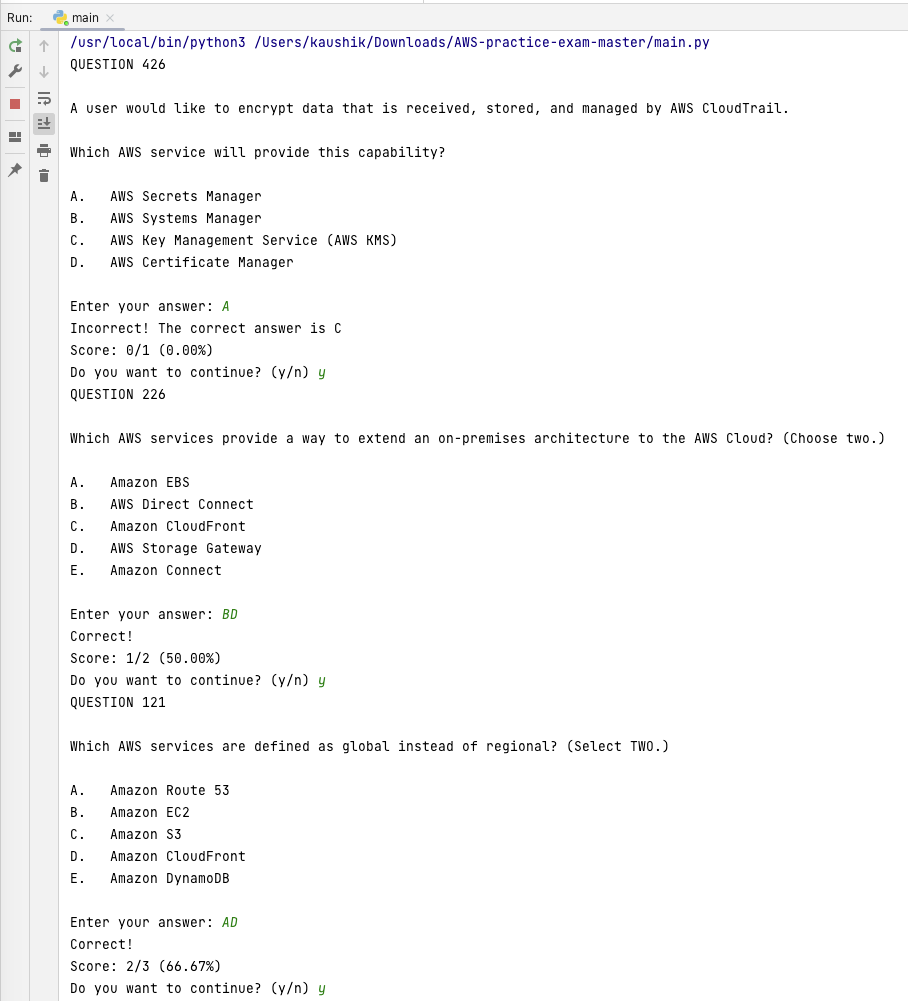 Run: main
/usr/local/bin/python3 /Users/kaushik/Downloads/AWS-practice-exam-master/main.py
QUESTION 426
A user would like to encrypt data that is received, stored, and managed by AWS CloudTrail.
Which AWS service will provide this capability?
A. AWS Secrets Manager
B. AWS Systems Manager
C. AWS Key Management Service (AWS KMS)
D. AWS Certificate Manager
Enter your answer: A
Incorrect! The correct answer is C
Score: 0/1 (0.00%)
Do you want to continue? (y/n) y
QUESTION 226
Which AWS services provide a way to extend an on-premises architecture to the AWS Cloud? (Choose two.)
A. Amazon EBS
B. AWS Direct Connect
C. Amazon CloudFront
D. AWS Storage Gateway
E. Amazon Connect
Enter your answer: BD
Correct!
Score: 1/2 (50.00%)
Do you want to continue? (y/n) y
QUESTION 121
Which AWS services are defined as global instead of regional? (Select TWO.)
A. Amazon Route 53
B. Amazon EC2
C. Amazon S3
D. Amazon CloudFront
E. Amazon DynamoDB
Enter your answer: AD
Correct!
Score: 2/3 (66.67%)
Do you want to continue? (y/n) y